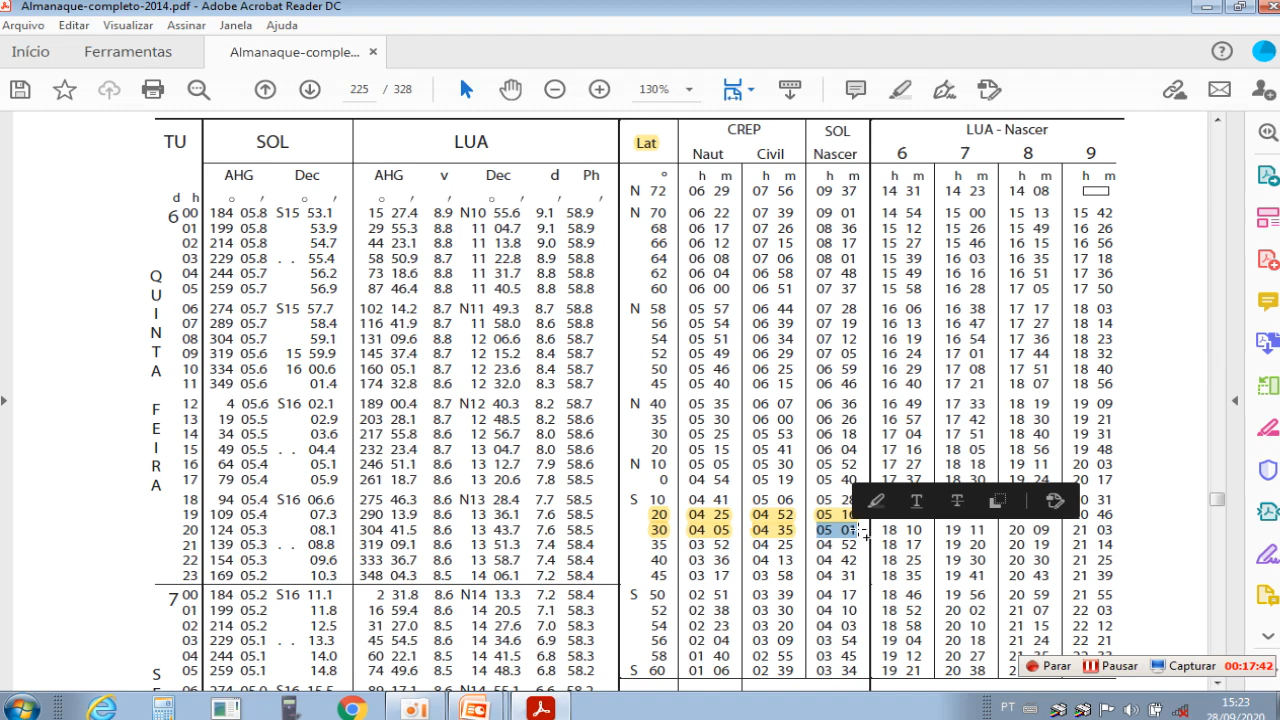 Almanaque-completo-2014.pdf - Adobe Acrobat Reader DC
Arquivo Editar Visualizar Assinar Janela Ajuda
Início Ferramentas Almanaque-comple... ×
225 / 328 130%
TU SOL LUA Lat CREP SOL LUA - Nascer
Naut Civil Nascer 6 7 8 9
AHG Dec AHG v Dec d Ph ° h m h m h m h m h m h m h m
d h N 72 06 29 07 56 09 37 14 31 14 23 14 08
6 00 184 05.8 S15 53.1 15 27.4 8.9 N10 55.6 9.1 58.9 N 70 06 22 07 39 09 01 14 54 15 00 15 13 15 42
01 199 05.8 53.9 29 55.3 8.8 11 04.7 9.1 58.9 68 06 17 07 26 08 36 15 12 15 26 15 49 16 26
02 214 05.8 54.7 44 23.1 8.8 11 13.8 9.0 58.9 66 06 12 07 15 08 17 15 27 15 46 16 15 16 56
03 229 05.8 . . 55.4 58 50.9 8.8 11 22.8 8.9 58.8 64 06 08 07 06 08 01 15 39 16 03 16 35 17 18
04 244 05.7 56.2 73 18.6 8.8 11 31.7 8.8 58.8 62 06 04 06 58 07 48 15 49 16 16 16 51 17 36
05 259 05.7 56.9 87 46.4 8.8 11 40.5 8.8 58.8 60 06 00 06 51 07 37 15 58 16 28 17 05 17 50
06 274 05.7 S15 57.7 102 14.2 8.7 N11 49.3 8.7 58.8 N 58 05 57 06 44 07 28 16 06 16 38 17 17 18 03
07 289 05.7 58.4 116 41.9 8.7 11 58.0 8.6 58.8 56 05 54 06 39 07 19 16 13 16 47 17 27 18 14
08 304 05.7 59.1 131 09.6 8.8 12 06.6 8.6 58.7 54 05 51 06 34 07 12 16 19 16 54 17 36 18 23
09 319 05.6 15 59.9 145 37.4 8.7 12 15.2 8.4 58.7 52 05 49 06 29 07 05 16 24 17 01 17 44 18 32
10 334 05.6 16 00.6 160 05.1 8.7 12 23.6 8.4 58.7 50 05 46 06 25 06 59 16 29 17 08 17 51 18 40
11 349 05.6 01.4 174 32.8 8.6 12 32.0 8.3 58.7 45 05 40 06 15 06 46 16 40 17 21 18 07 18 56
12 4 05.6 S16 02.1 189 00.4 8.7 N12 40.3 8.2 58.7 N 40 05 35 06 07 06 36 16 49 17 33 18 19 19 09
13 19 05.5 02.9 203 28.1 8.7 12 48.5 8.2 58.6 35 05 30 06 00 06 26 16 57 17 42 18 30 19 21
14 34 05.5 03.6 217 55.8 8.6 12 56.7 8.0 58.6 30 05 25 05 53 06 18 17 04 17 51 18 40 19 31
15 49 05.5 . . 04.4 232 23.4 8.7 13 04.7 8.0 58.6 20 05 15 05 41 06 04 17 16 18 05 18 56 19 48
16 64 05.4 05.1 246 51.1 8.6 13 12.7 7.9 58.6 N 10 05 05 05 30 05 52 17 27 18 18 19 11 20 03
17 79 05.4 05.9 261 18.7 8.6 13 20.6 7.8 58.5 0 04 54 05 19 05 40 17 37 18 30 19 24 20 17
18 94 05.4 S16 06.6 275 46.3 8.6 N13 28.4 7.7 58.5 S 10 04 41 05 06 05 28 31
19 109 05.4 07.3 290 13.9 8.6 13 36.1 7.6 58.5 20 04 25 04 52 05 16 46
20 124 05.3 08.1 304 41.5 8.6 13 43.7 7.6 58.5 30 04 05 04 35 05 01 18 10 19 11 20 09 21 03
21 139 05.3 . . 08.8 319 09.1 8.6 13 51.3 7.4 58.4 35 03 52 04 25 04 52 18 17 19 20 20 19 21 14
22 154 05.2 09.6 333 36.7 8.6 13 58.7 7.4 58.4 40 03 36 04 13 04 42 18 25 19 30 20 30 21 25
23 169 05.2 10.3 348 04.3 8.5 14 06.1 7.2 58.4 45 03 17 03 58 04 31 18 35 19 41 20 43 21 39
7 00 184 05.2 S16 11.1 2 31.8 8.6 N14 13.3 7.2 58.4 S 50 02 51 03 39 04 17 18 46 19 56 20 59 21 55
01 199 05.2 11.8 16 59.4 8.6 14 20.5 7.1 58.3 52 02 38 03 30 04 10 18 52 20 02 21 07 22 03
02 214 05.2 12.5 31 27.0 8.5 14 27.6 7.0 58.3 54 02 23 03 20 04 03 18 58 20 10 21 15 22 12
03 229 05.1 . . 13.3 45 54.5 8.6 14 34.6 6.9 58.3 56 02 04 03 09 03 54 19 04 20 18 21 24 22 21
04 244 05.1 14.0 60 22.1 8.5 14 41.5 6.8 58.3 58 01 40 02 55 03 45 19 12
05 259 05.1 14.8 74 49.6 8.5 14 48.3 6.8 58.2 S 60 01 06 02 39 03 34 19 21 20 38
QUINTA FEIRA
S
E
Parar Pausar Capturar 00:17:42
PT 15:23
28/09/2020